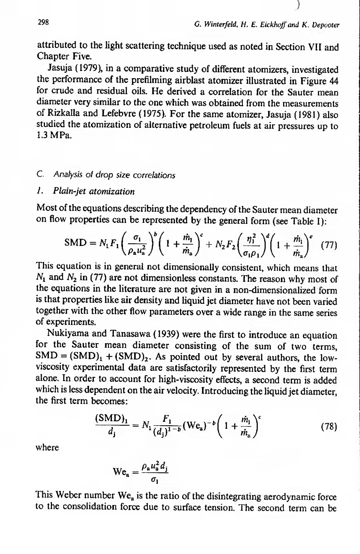 298
G. Winterfeld, H. E. Eickhoff and K. Depooter
attributed to the light scattering technique used as noted in Section VII and
Chapter Five.
Jasuja (1979), in a comparative study of different atomizers, investigated
the performance of the prefilming airblast atomizer illustrated in Figure 44
for crude and residual oils. He derived a correlation for the Sauter mean
diameter very similar to the one which was obtained from the measurements
of Rizkalla and Lefebvre (1975). For the same atomizer, Jasuja (1981) also
studied the atomization of alternative petroleum fuels at air pressures up to
1.3 MPa.
C. Analysis of drop size correlations
1. Plain-jet atomization
Most of the equations describing the dependency of the Sauter mean diameter
on flow properties can be represented by the general form (see Table I):
SMD = N₁F₁(σ₁/ρₐuₐ²)ᵇ(1 + ṁ₁/ṁₐ)ᶜ + N₂F₂(η₁²/σ₁ρ₁)ᵈ(1 + ṁ₁/ṁₐ)ᵉ (77)
This equation is in general not dimensionally consistent, which means that
N₁ and N₂ in (77) are not dimensionless constants. The reason why most of
the equations in the literature are not given in a non-dimensionalized form
is that properties like air density and liquid jet diameter have not been varied
together with the other flow parameters over a wide range in the same series
of experiments.
Nukiyama and Tanasawa (1939) were the first to introduce an equation
for the Sauter mean diameter consisting of the sum of two terms,
SMD = (SMD)₁ + (SMD)₂. As pointed out by several authors, the low-
viscosity experimental data are satisfactorily represented by the first term
alone. In order to account for high-viscosity effects, a second term is added
which is less dependent on the air velocity. Introducing the liquid jet diameter,
the first term becomes:
(SMD)₁/dⱼ = N₁ F₁/(dⱼ)¹⁻ᵇ (Weₐ)⁻ᵇ(1 + ṁ₁/ṁₐ)ᶜ (78)
where
Weₐ = ρₐuₐ²dⱼ/σ₁
This Weber number Weₐ is the ratio of the disintegrating aerodynamic force
to the consolidation force due to surface tension. The second term can be